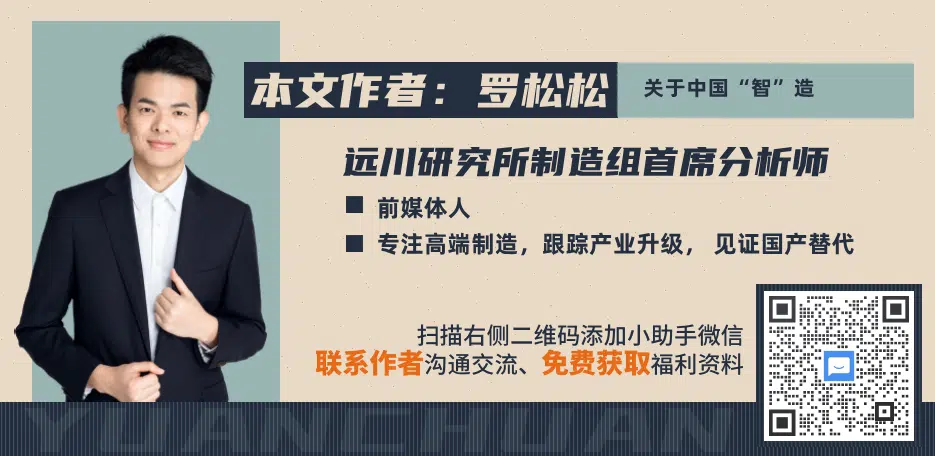 本文作者：罗松松
关于中国“智”造
远川研究所制造组首席分析师
前媒体人
专注高端制造，跟踪产业升级， 见证国产替代
扫描右侧二维码添加小助手微信
联系作者沟通交流、免费获取福利资料
YUANCHUAN